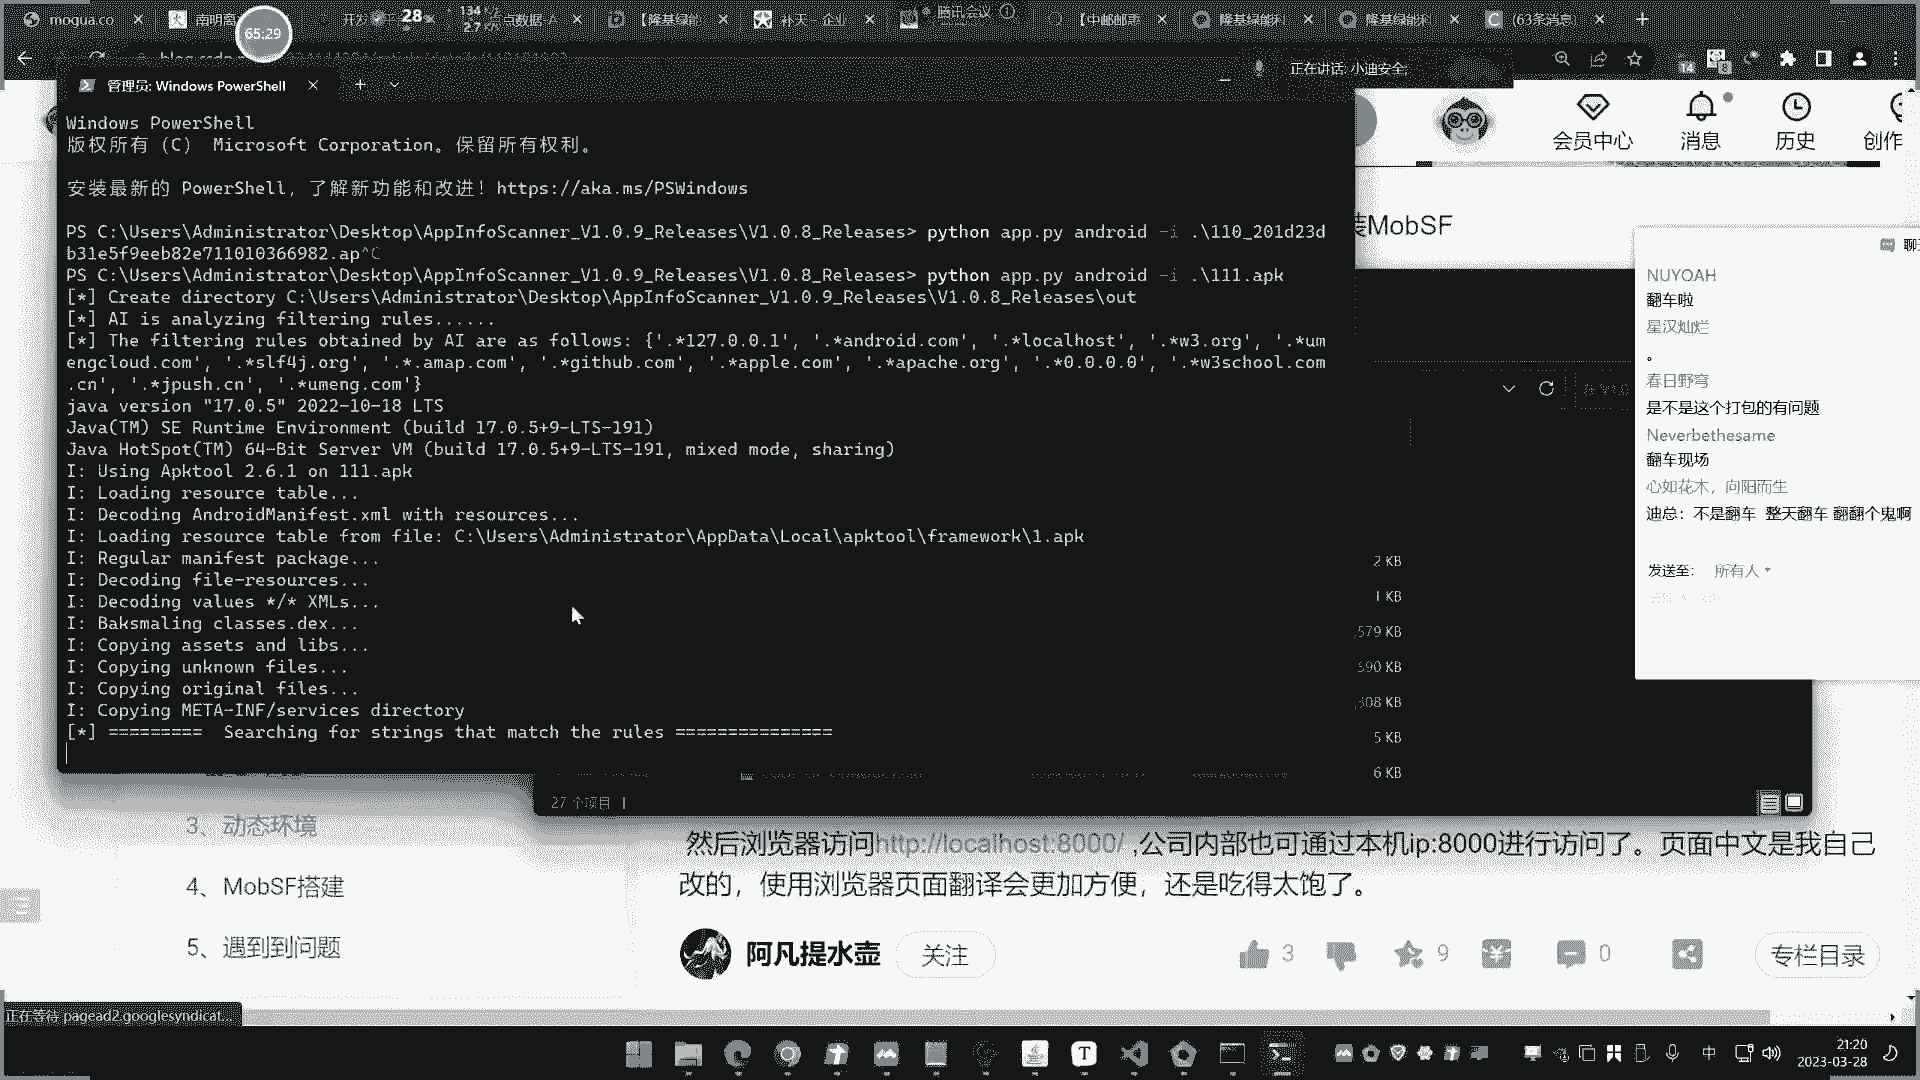 mogua.co
南明离
开发
28
134
2.7
点点数据-A
【隆基绿能
补天 - 企业
腾讯会议
【中邮邮惠
隆基绿能科
隆基绿能科
(63条消息)
65:29
正在讲话: 小迪安全;
14
8
管理员: Windows PowerShell
会员中心
消息
历史
创作
Windows PowerShell
版权所有 (C) Microsoft Corporation。保留所有权利。
安装最新的 PowerShell，了解新功能和改进！https://aka.ms/PSWindows
PS C:\Users\Administrator\Desktop\AppInfoScanner_V1.0.9_Releases\V1.0.8_Releases> python app.py android -i .\110_201d23d
b31e5f9eeb82e711010366982.ap^C
PS C:\Users\Administrator\Desktop\AppInfoScanner_V1.0.9_Releases\V1.0.8_Releases> python app.py android -i .\111.apk
[*] Create directory C:\Users\Administrator\Desktop\AppInfoScanner_V1.0.9_Releases\V1.0.8_Releases\out
[*] AI is analyzing filtering rules......
[*] The filtering rules obtained by AI are as follows: {'.*127.0.0.1', '.*android.com', '.*localhost', '.*w3.org', '.*um
engcloud.com', '.*slf4j.org', '.*.amap.com', '.*github.com', '.*apple.com', '.*apache.org', '.*0.0.0.0', '.*w3school.com
.cn', '.*jpush.cn', '.*umeng.com'}
java version "17.0.5" 2022-10-18 LTS
Java(TM) SE Runtime Environment (build 17.0.5+9-LTS-191)
Java HotSpot(TM) 64-Bit Server VM (build 17.0.5+9-LTS-191, mixed mode, sharing)
I: Using Apktool 2.6.1 on 111.apk
I: Loading resource table...
I: Decoding AndroidManifest.xml with resources...
I: Loading resource table from file: C:\Users\Administrator\AppData\Local\apktool\framework\1.apk
I: Regular manifest package...
I: Decoding file-resources...
I: Decoding values */* XMLs...
I: Baksmaling classes.dex...
I: Copying assets and libs...
I: Copying unknown files...
I: Copying original files...
I: Copying META-INF/services directory
[*] ========= Searching for strings that match the rules ===============
装MobSF
2 KB
1 KB
,579 KB
590 KB
,308 KB
5 KB
6 KB
27 个项目
NUYOAH
翻车啦
星汉灿烂
。
春日野穹
是不是这个打包的有问题
Neverbethesame
翻车现场
心如花木，向阳而生
迪总：不是翻车 整天翻车 翻翻个鬼啊
发送至: 所有人
3、动态环境
4、MobSF搭建
5、遇到到问题
然后浏览器访问http://localhost:8000/ ,公司内部也可通过本机ip:8000进行访问了。页面中文是我自己
改的，使用浏览器页面翻译会更加方便，还是吃得太饱了。
阿凡提水壶
关注
3
9
0
专栏目录
正在等待 pagead2.googlesyndicat...
中
21:20
2023-03-28